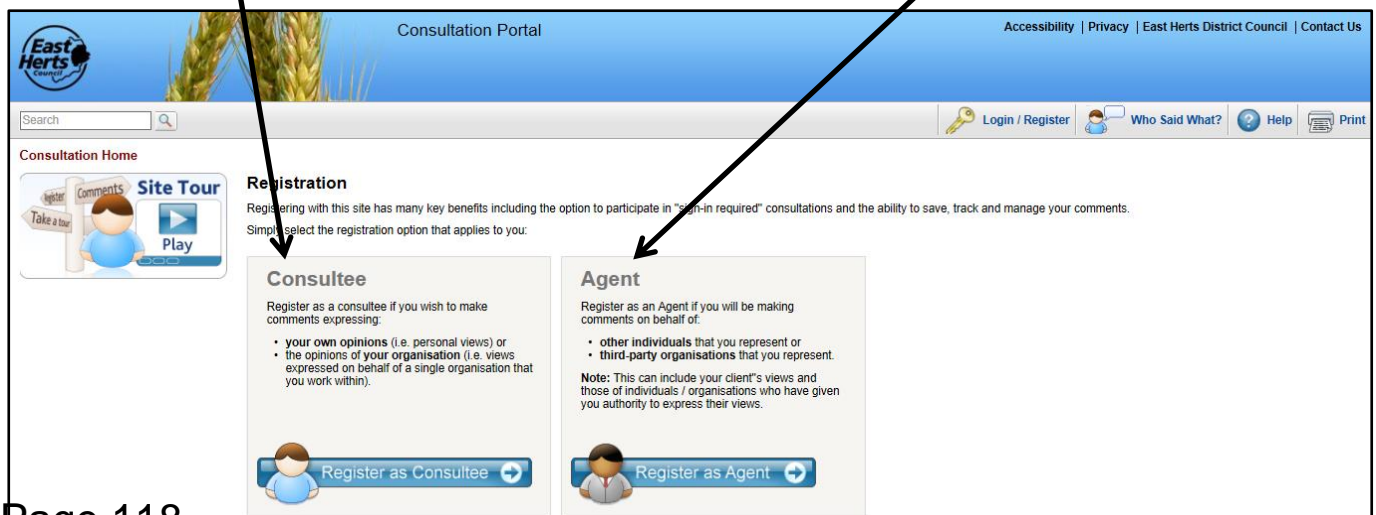 East
Herts
Council
Consultation Portal
Accessibility | Privacy | East Herts District Council | Contact Us
Search
Login / Register
Who Said What?
Help
Print
Consultation Home
Register
Comments
Take a tour
Site Tour
Play
Registration
Registering with this site has many key benefits including the option to participate in "sign-in required" consultations and the ability to save, track and manage your comments.
Simply select the registration option that applies to you:
Consultee
Register as a consultee if you wish to make
comments expressing:
• your own opinions (i.e. personal views) or
• the opinions of your organisation (i.e. views
expressed on behalf of a single organisation that
you work within).
Register as Consultee
Agent
Register as an Agent if you will be making
comments on behalf of:
• other individuals that you represent or
• third-party organisations that you represent.
Note: This can include your client"s views and
those of individuals / organisations who have given
you authority to express their views.
Register as Agent
Page 118